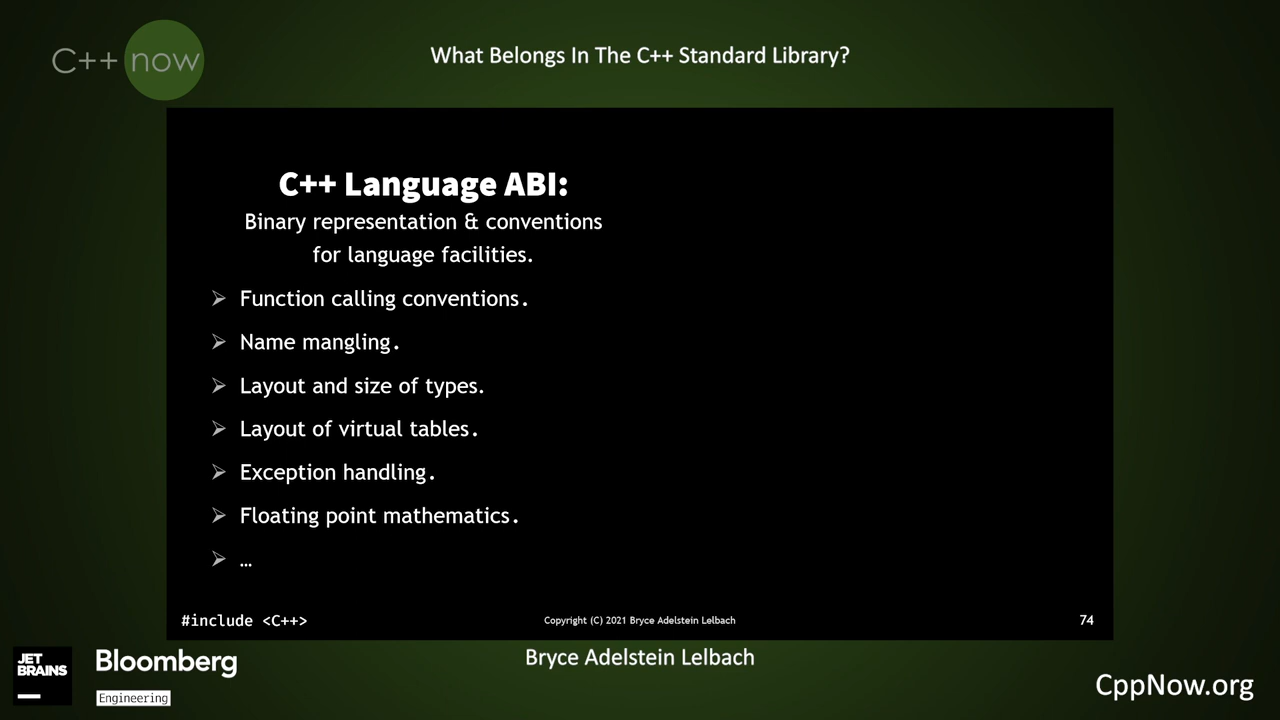 C++ now
What Belongs In The C++ Standard Library?
C++ Language ABI:
Binary representation & conventions
for language facilities.
➢ Function calling conventions.
➢ Name mangling.
➢ Layout and size of types.
➢ Layout of virtual tables.
➢ Exception handling.
➢ Floating point mathematics.
➢ …
#include <C++>
Copyright (C) 2021 Bryce Adelstein Lelbach
74
JET
BRAINS
Bloomberg
Engineering
Bryce Adelstein Lelbach
CppNow.org